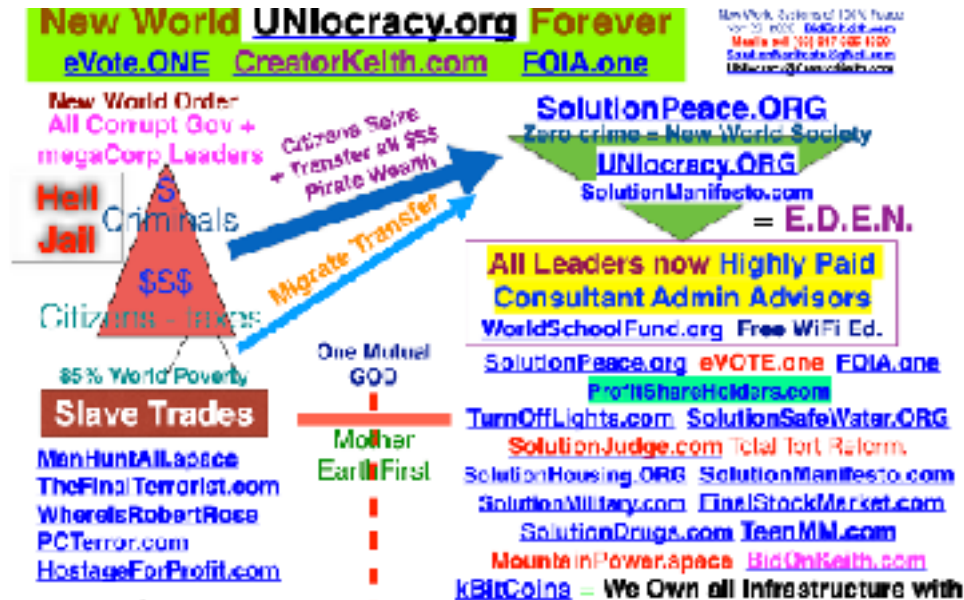 New World UNIocracy.org Forever
eVote.ONE CreatorKeith.com FOIA.one
New World Order
All Corrupt Gov +
megaCorp Leaders
Hell
Jail
$
Criminals
$$$
Citizens - taxes
85% World Poverty
Slave Trades
ManHuntAll.space
TheFinalTerrorist.com
WhereIsRobertRose
PCTerror.com
HostageForProfit.com
Citizens Seize
Transfer all $$$
+ Pirate Wealth
Migrate Transfer
One Mutual
GOD
Mother
Earth First
SolutionPeace.ORG
Zero crime = New World Society
UNIocracy.ORG
SolutionManifesto.com
= E.D.E.N.
All Leaders now Highly Paid
Consultant Admin Advisors
WorldSchoolFund.org Free WiFi Ed.
SolutionPeace.org eVOTE.one FOIA.one
ProfitShareHolders.com
TurnOffLights.com SolutionSafeWater.ORG
SolutionJudge.com Total Tort Reform.
SolutionHousing.ORG SolutionManifesto.com
SolutionMilitary.com FinalStockMarket.com
SolutionDrugs.com TeenMM.com
MountainPower.space BidOnKeith.com
kBitCoins = We Own all Infrastructure with